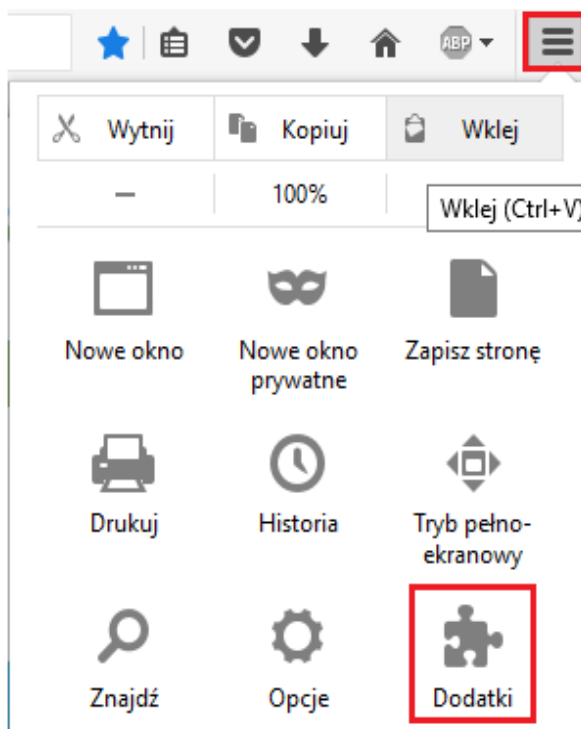 ABP
Wytnij Kopiuj Wklej
100%
Wklej (Ctrl+V)
Nowe okno Nowe okno prywatne Zapisz stronę
Drukuj Historia Tryb pełno-
ekranowy
Znajdź Opcje Dodatki